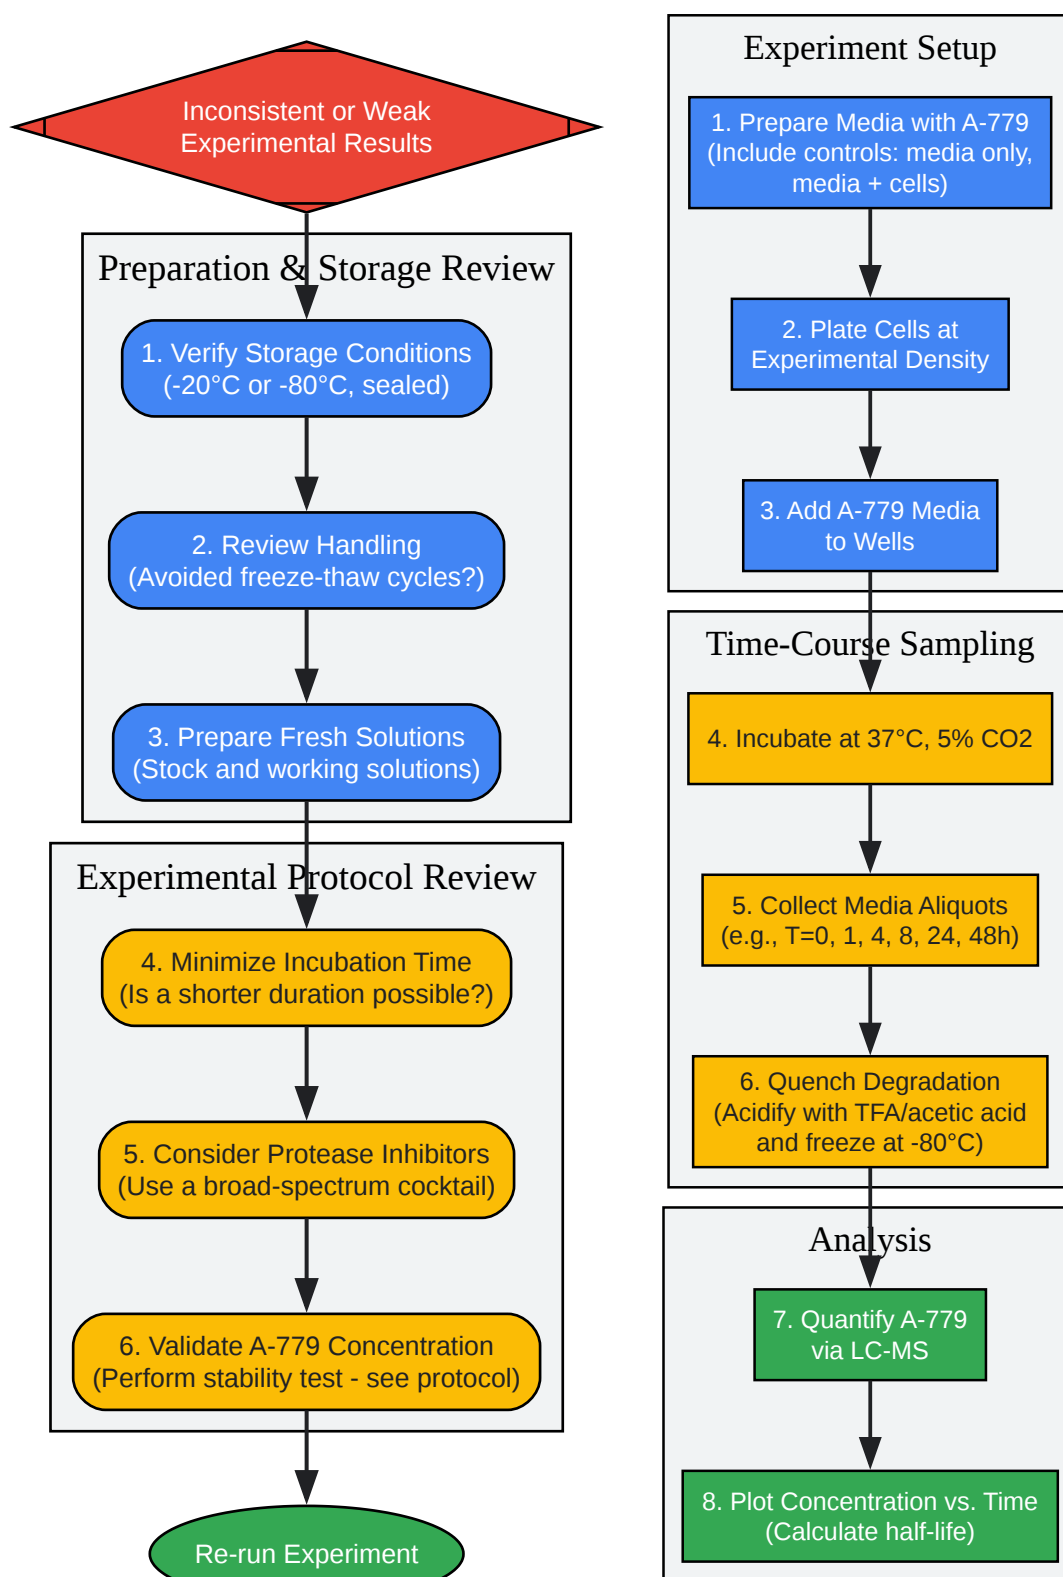 Inconsistent or Weak
Experimental Results
Preparation & Storage Review
1. Verify Storage Conditions
(-20°C or -80°C, sealed)
2. Review Handling
(Avoided freeze-thaw cycles?)
3. Prepare Fresh Solutions
(Stock and working solutions)
Experimental Protocol Review
4. Minimize Incubation Time
(Is a shorter duration possible?)
5. Consider Protease Inhibitors
(Use a broad-spectrum cocktail)
6. Validate A-779 Concentration
(Perform stability test - see protocol)
Re-run Experiment
Experiment Setup
1. Prepare Media with A-779
(Include controls: media only,
media + cells)
2. Plate Cells at
Experimental Density
3. Add A-779 Media
to Wells
Time-Course Sampling
4. Incubate at 37°C, 5% CO2
5. Collect Media Aliquots
(e.g., T=0, 1, 4, 8, 24, 48h)
6. Quench Degradation
(Acidify with TFA/acetic acid
and freeze at -80°C)
Analysis
7. Quantify A-779
via LC-MS
8. Plot Concentration vs. Time
(Calculate half-life)